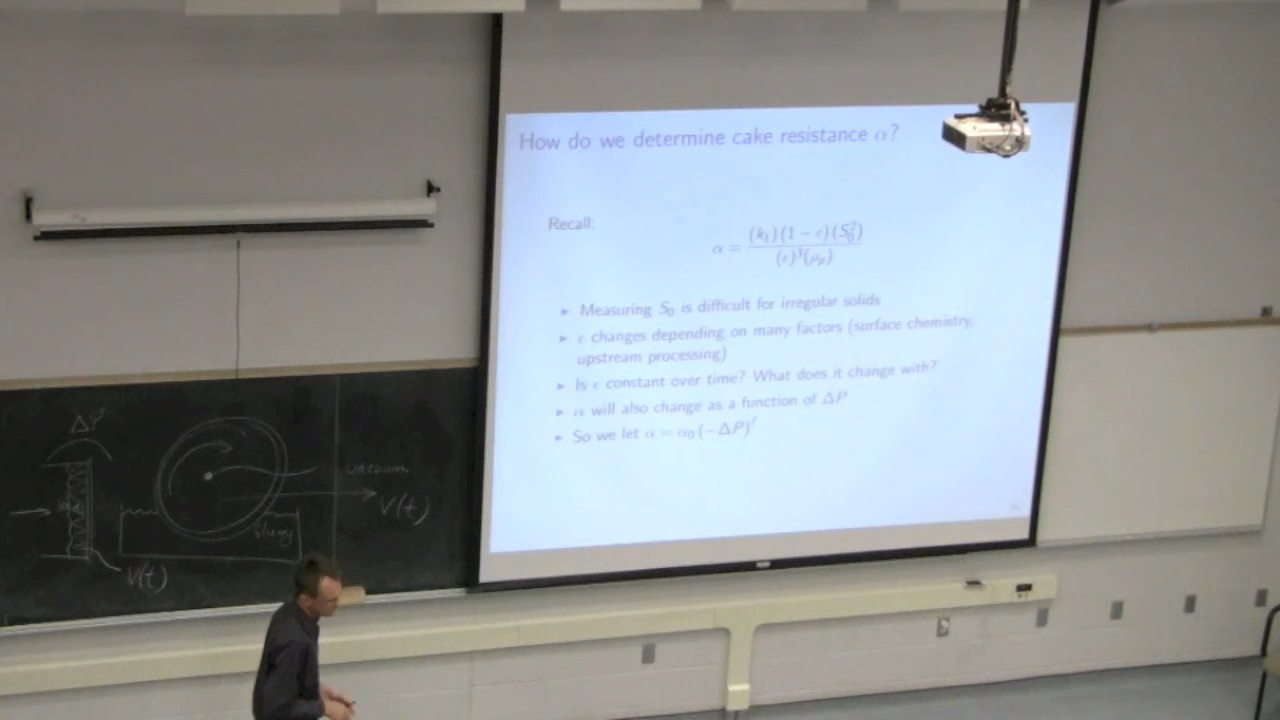 How do we determine cake resistance α?
Recall:
α = (k₁)(1 − ϵ)(S₀²) / (ϵ)³(ρₚ)
▸ Measuring S₀ is difficult for irregular solids
▸ ϵ changes depending on many factors (surface chemistry,
upstream processing)
▸ Is ϵ constant over time? What does it change with?
▸ α will also change as a function of ΔP
▸ So we let α = α₀(−ΔP)ᶠ
ΔP
vacuum
V(t)
slurry
V(t)